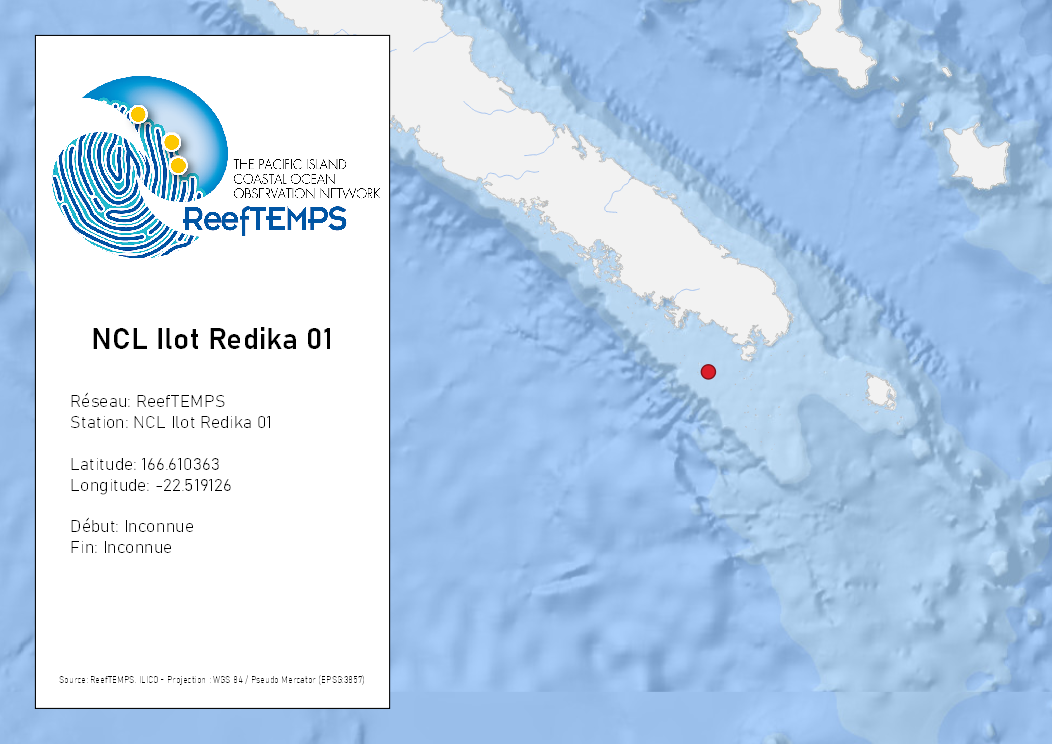 THE PACIFIC ISLAND
COASTAL OCEAN
OBSERVATION NETWORK
ReefTEMPS
NCL Ilot Redika 01
Réseau: ReefTEMPS
Station: NCL Ilot Redika 01
Latitude: 166.610363
Longitude: -22.519126
Début: Inconnue
Fin: Inconnue
Source: ReefTEMPS, ILICO - Projection : WGS 84 / Pseudo Mercator (EPSG:3857)